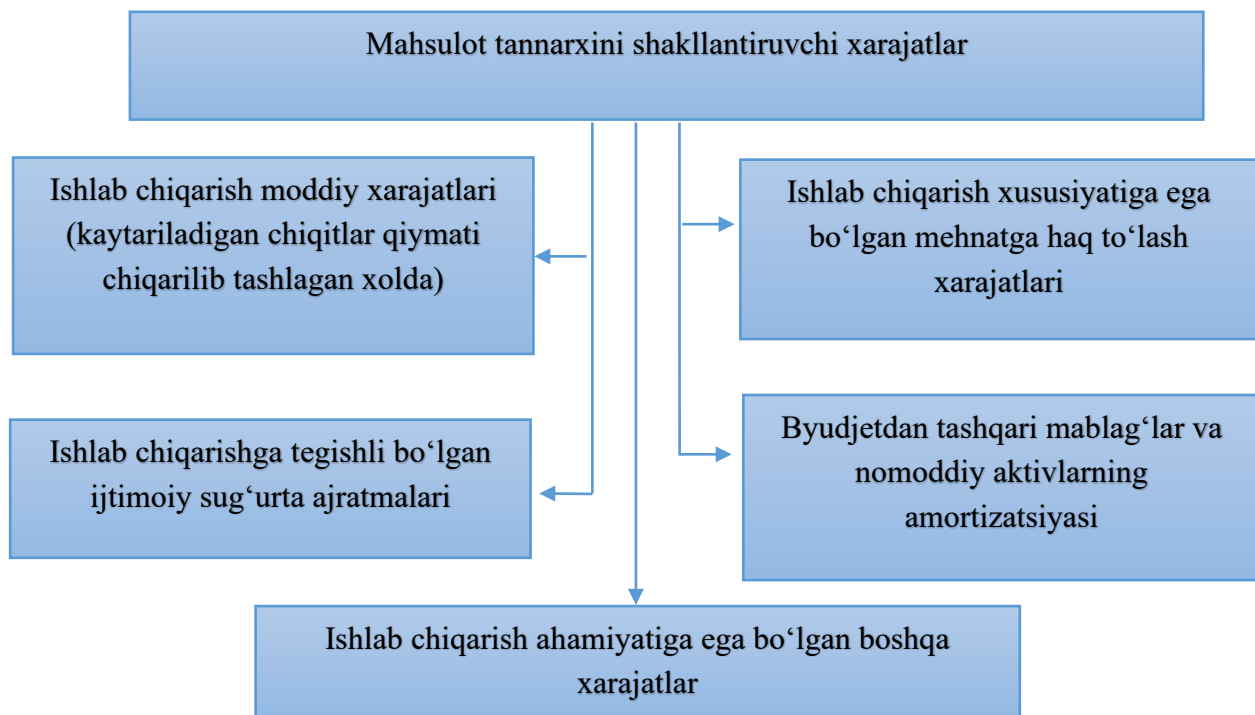 Mahsulot tannarxini shakllantiruvchi xarajatlar
Ishlab chiqarish moddiy xarajatlari
(kaytariladigan chiqitlar qiymati
chiqarilib tashlagan xolda)
Ishlab chiqarish xususiyatiga ega
bo‘lgan mehnatga haq to‘lash
xarajatlari
Ishlab chiqarishga tegishli bo‘lgan
ijtimoiy sug‘urta ajratmalari
Byudjetdan tashqari mablag‘lar va
nomoddiy aktivlarning
amortizatsiyasi
Ishlab chiqarish ahamiyatiga ega bo‘lgan boshqa
xarajatlar